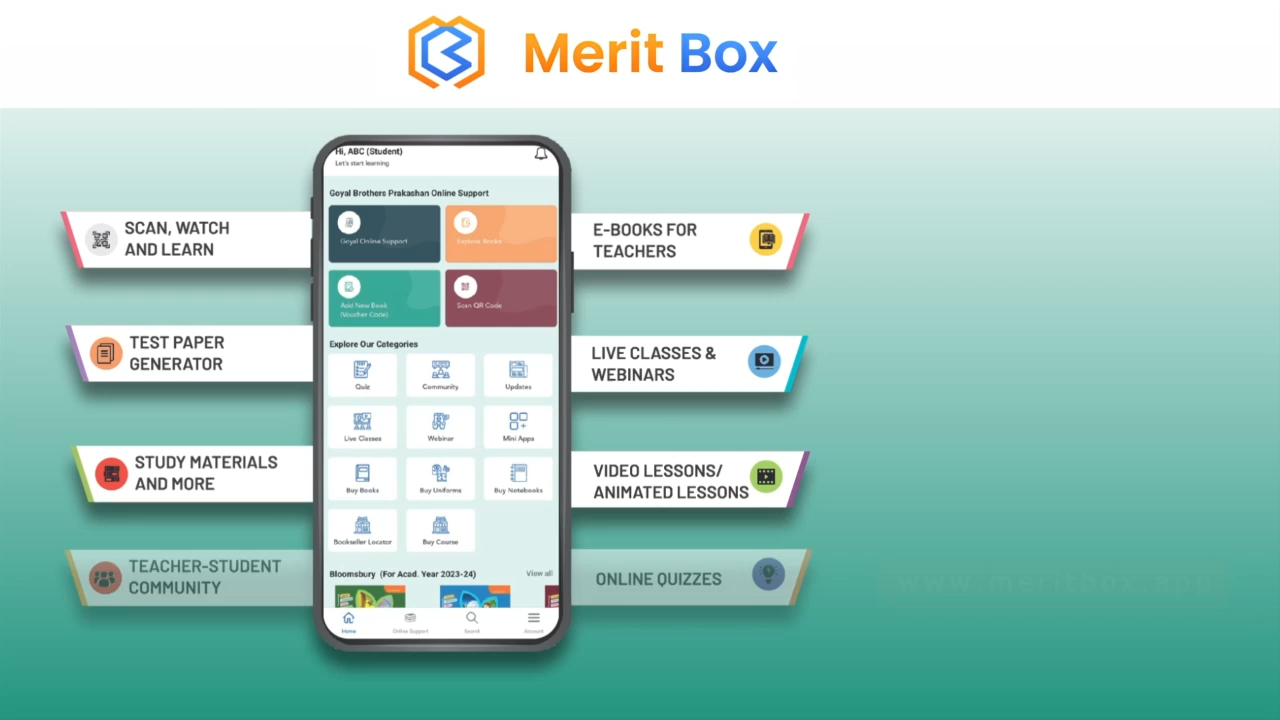 Merit Box
SCAN, WATCH
AND LEARN
TEST PAPER
GENERATOR
STUDY MATERIALS
AND MORE
TEACHER-STUDENT
COMMUNITY
Hi, ABC (Student)
Let's start learning
Goyal Brothers Prakashan Online Support
Goyal Online Support
Explore Books
Add New Book
(Voucher Code)
Scan QR Code
Explore Our Categories
Quiz
Community
Updates
Live Classes
Webinar
Mini Apps
Buy Books
Buy Uniforms
Buy Notebooks
Bookseller Locator
Buy Course
Bloomsbury (For Acad. Year 2023-24)
View all
Home
Online Support
Search
Account
E-BOOKS FOR
TEACHERS
LIVE CLASSES &
WEBINARS
VIDEO LESSONS/
ANIMATED LESSONS
ONLINE QUIZZES